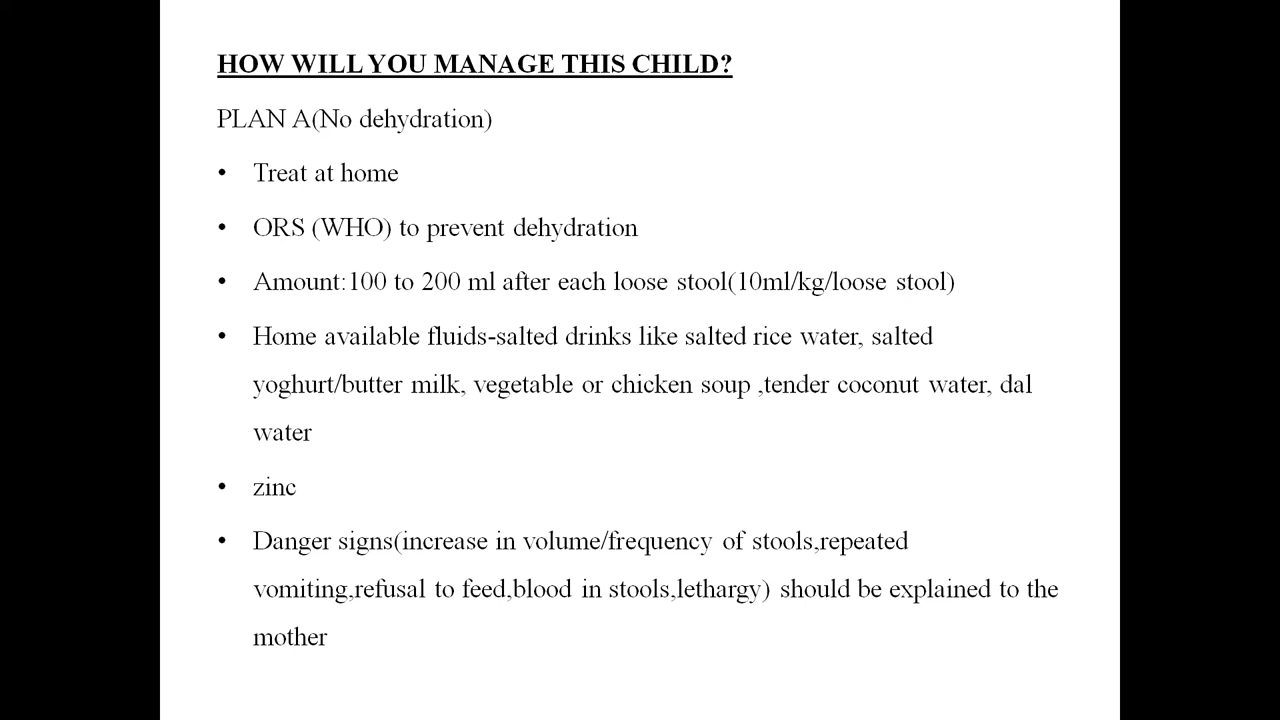 HOW WILL YOU MANAGE THIS CHILD?
PLAN A(No dehydration)
• Treat at home
• ORS (WHO) to prevent dehydration
• Amount:100 to 200 ml after each loose stool(10ml/kg/loose stool)
• Home available fluids-salted drinks like salted rice water, salted
yoghurt/butter milk, vegetable or chicken soup ,tender coconut water, dal
water
• zinc
• Danger signs(increase in volume/frequency of stools,repeated
vomiting,refusal to feed,blood in stools,lethargy) should be explained to the
mother